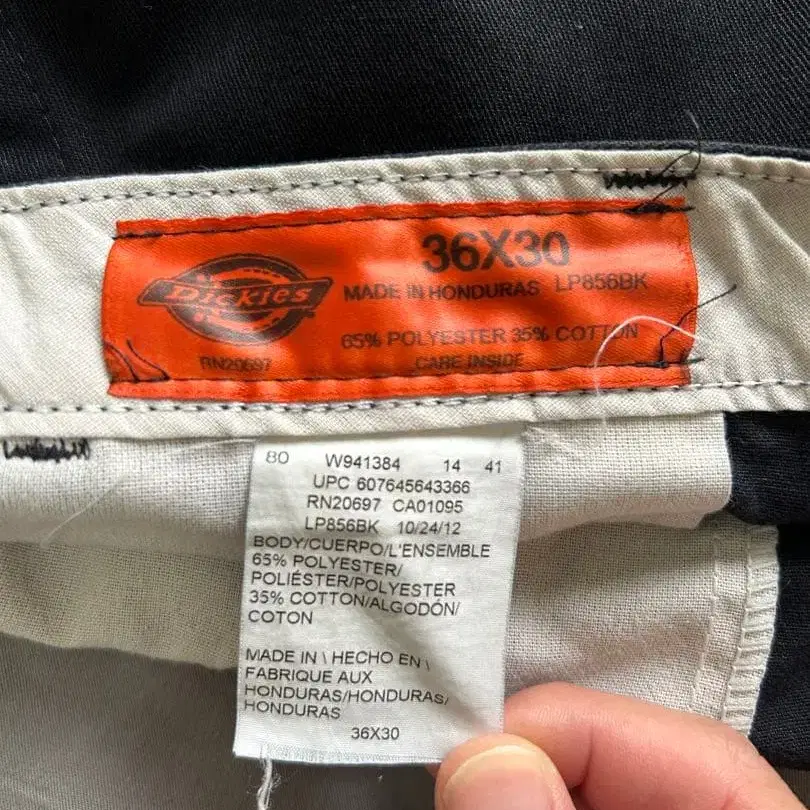 36X30
Dickies
MADE IN HONDURAS LP856BK
65% POLYESTER 35% COTTON
RN20697
CARE INSIDE
80 W941384 14 41
UPC 607645643366
RN20697 CA01095
LP856BK 10/24/12
BODY/CUERPO/L'ENSEMBLE
65% POLYESTER/
POLIÉSTER/POLYESTER
35% COTTON/ALGODÓN/
COTON
MADE IN \ HECHO EN \
FABRIQUE AUX
HONDURAS/HONDURAS/
HONDURAS
36X30